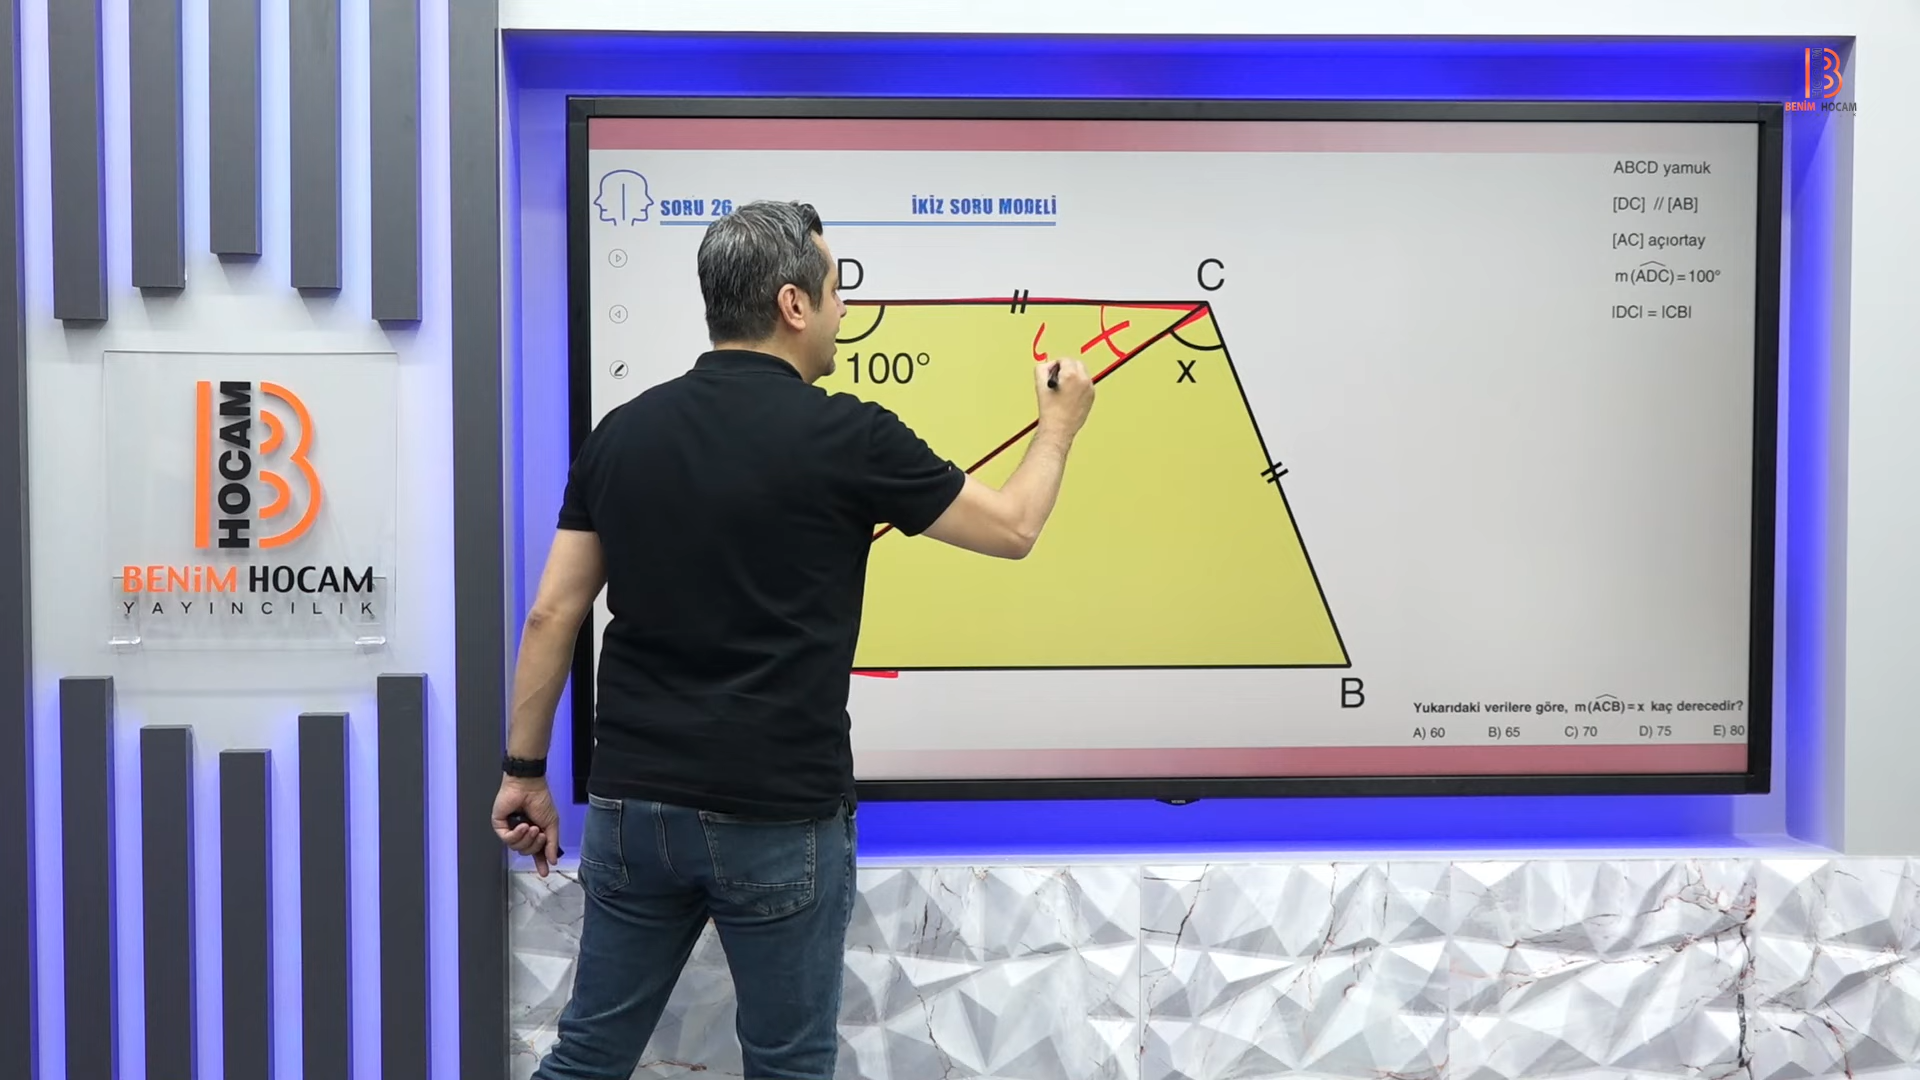 BENİM HOCAM
SORU 26
İKİZ SORU MODELİ
ABCD yamuk
[DC] // [AB]
[AC] açıortay
m(ADC) = 100°
|DC| = |CB|
D
C
100°
x
B
Yukarıdaki verilere göre, m(ACB) = x kaç derecedir?
A) 60 B) 65 C) 70 D) 75 E) 80
B HOCAM
BENiM HOCAM
YAYINCILIK